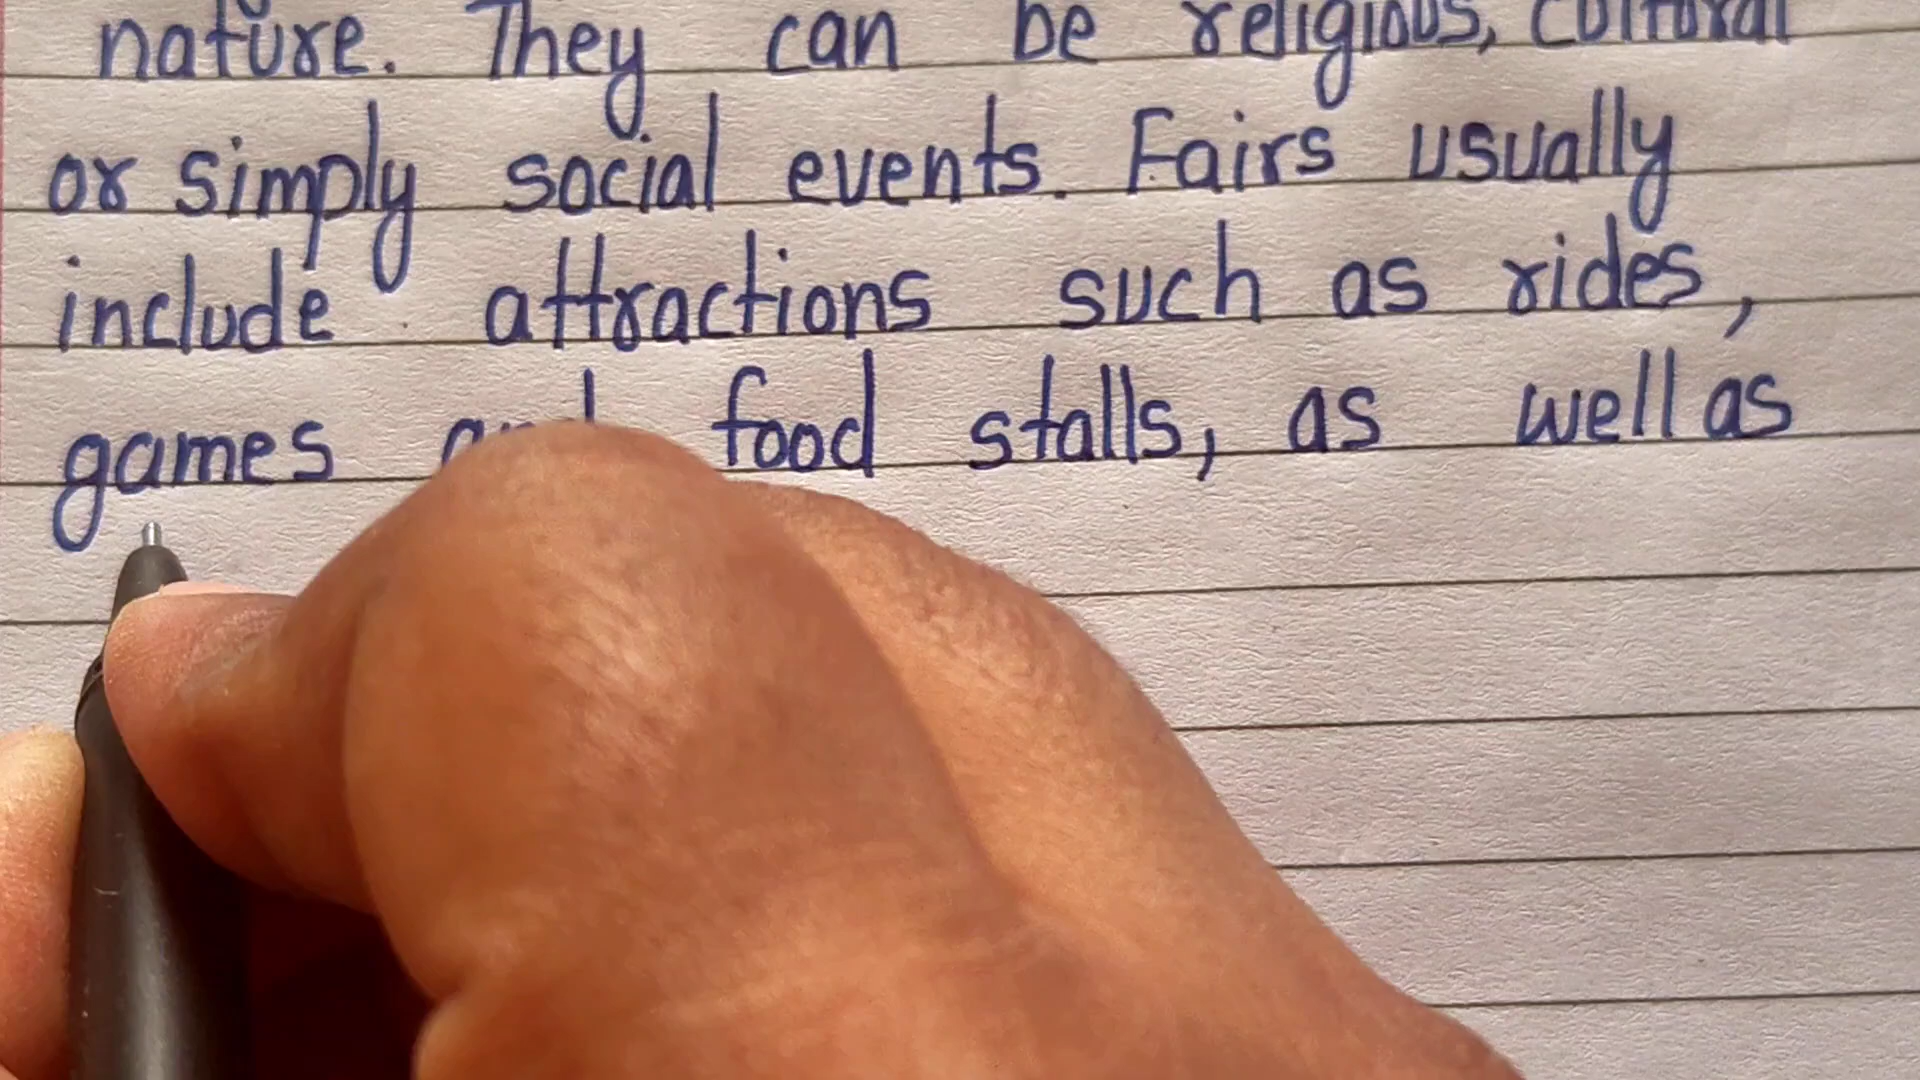 nature. They can be religious, cultural
or simply social events. Fairs usually
include attractions such as rides,
games and food stalls, as well as